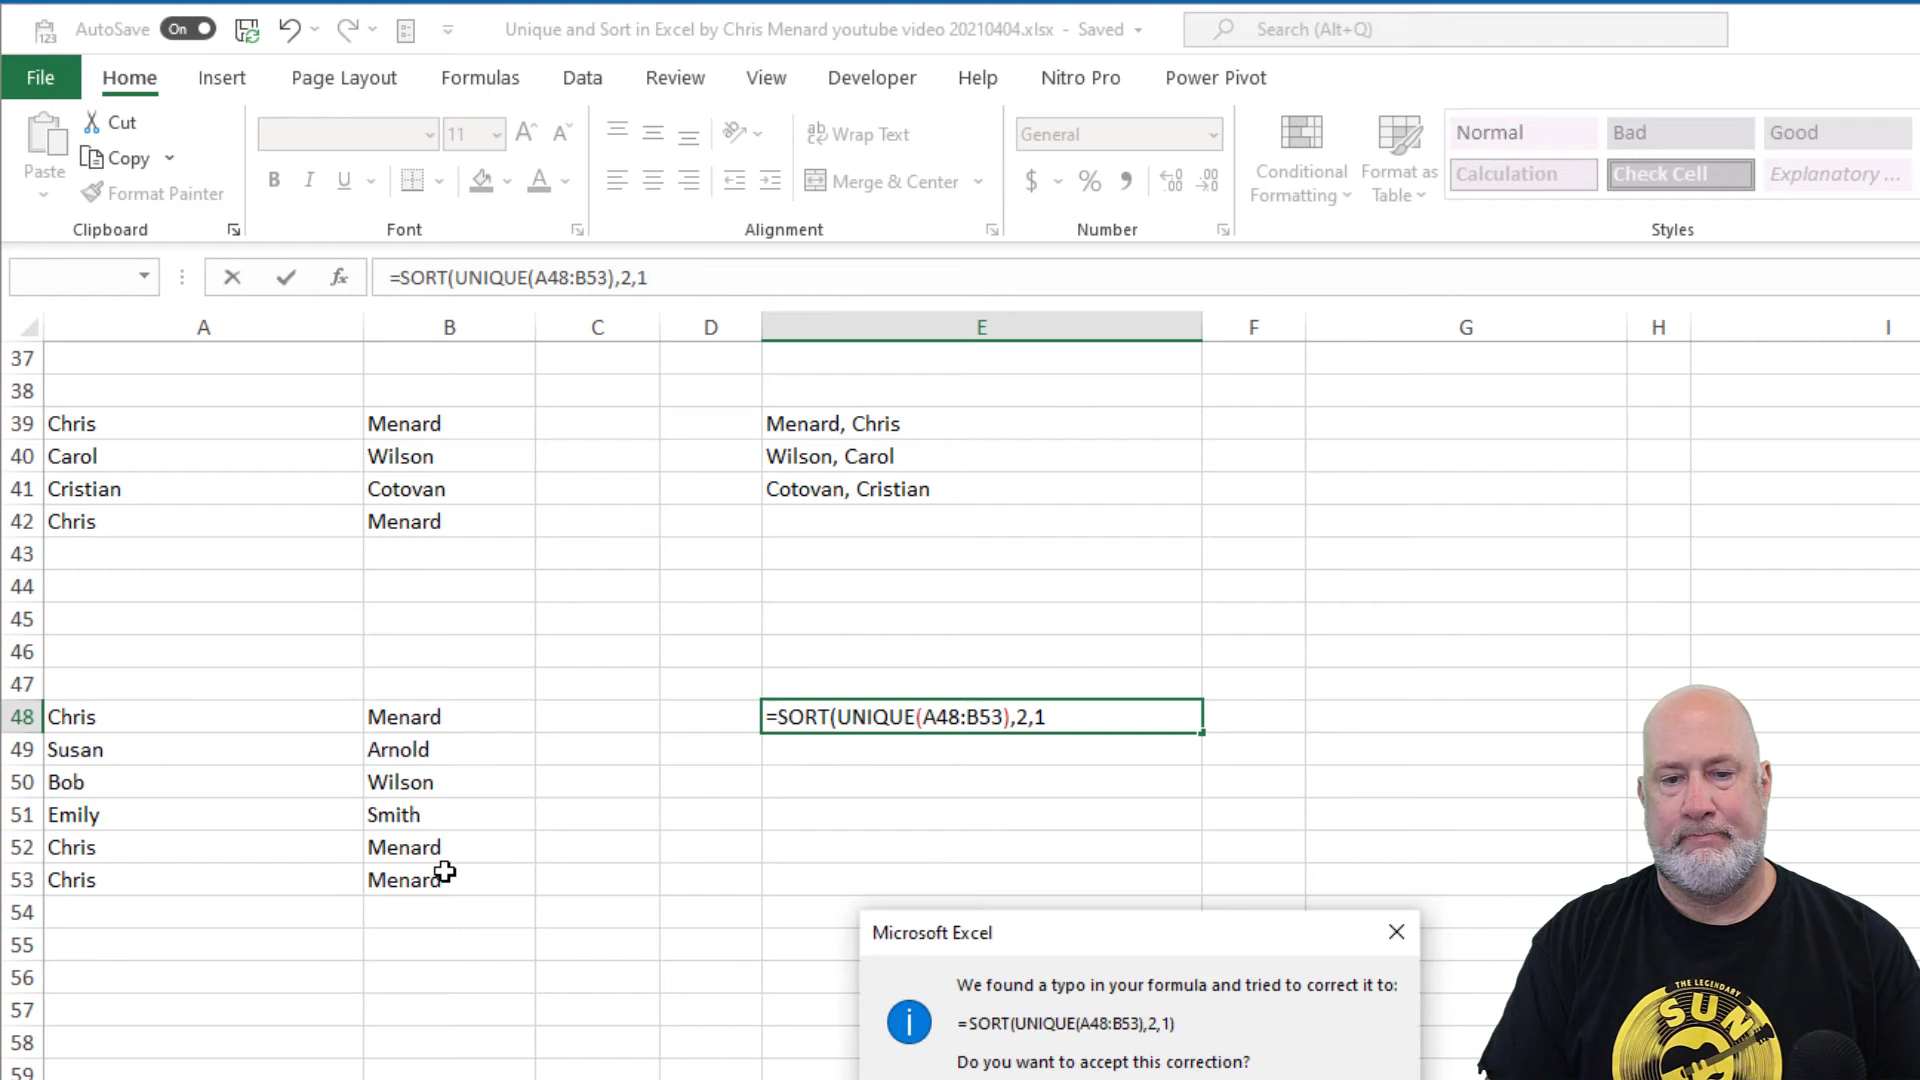 AutoSave On Unique and Sort in Excel by Chris Menard youtube video 20210404.xlsx - Saved Search (Alt+Q)
File Home Insert Page Layout Formulas Data Review View Developer Help Nitro Pro Power Pivot
Paste Cut Copy Format Painter
Clipboard
11
B I U A
Font
Wrap Text
Merge & Center
Alignment
General
$ %
Number
Conditional Formatting Format as Table
Normal Bad Good
Calculation Check Cell Explanatory ...
Styles
=SORT(UNIQUE(A48:B53),2,1
A B C D E F G H I
37
38
39 Chris Menard Menard, Chris
40 Carol Wilson Wilson, Carol
41 Cristian Cotovan Cotovan, Cristian
42 Chris Menard
43
44
45
46
47
48 Chris Menard =SORT(UNIQUE(A48:B53),2,1
49 Susan Arnold
50 Bob Wilson
51 Emily Smith
52 Chris Menard
53 Chris Menard
54
55
56
57
58
59
Microsoft Excel
We found a typo in your formula and tried to correct it to:
=SORT(UNIQUE(A48:B53),2,1)
Do you want to accept this correction?
THE LEGENDARY
SUN